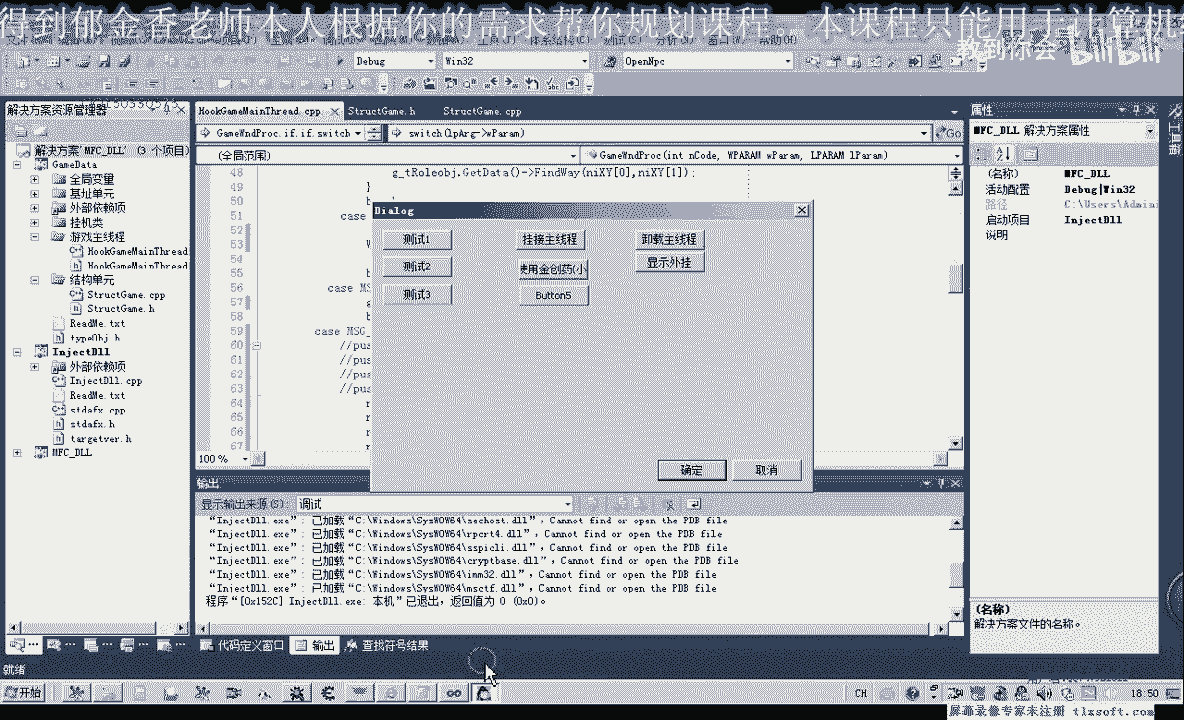 得到郁金香老师本人根据你的需求帮你规划课程
本课程只能用于计算机
教到你会 bilibili
Debug Win32 OpenNpc
解决方案资源管理器
HookGameMainThread.cpp StructGame.h StructGame.cpp
GameWndProc.if.if.switch switch(lpArg->wParam) Go
(全局范围) GameWndProc(int nCode, WPARAM wParam, LPARAM lParam)
解决方案'MFC_DLL' (3 个项目)
GameData
全局变量
基址单元
外部依赖项
挂机类
游戏主线程
HookGameMainThread
HookGameMainThread
结构单元
StructGame.cpp
StructGame.h
ReadMe.txt
typeObj.h
InjectDll
外部依赖项
InjectDll.cpp
ReadMe.txt
stdafx.cpp
stdafx.h
targetver.h
MFC_DLL
48 g_tRoleobj.GetData()->FindWay(niXY[0],niXY[1]);
49 }
50 b
51 case
52
53
54
55
56 case MS
57
58 b
59 case MSG_
60 //pus
61 //pus
62 //pus
63 //pus
64
65
66
67
100 %
Dialog
测试1 挂接主线程 卸载主线程
测试2 使用金创药(小 显示外挂
测试3 Button5
确定 取消
属性
MFC_DLL 解决方案属性
(名称) MFC_DLL
活动配置 Debug|Win32
路径 C:\Users\Admini
启动项目 InjectDll
说明
(名称)
解决方案文件的名称。
工具箱
输出
显示输出来源(S): 调试
“InjectDll.exe”: 已加载“C:\Windows\SysWOW64\sechost.dll”, Cannot find or open the PDB file
“InjectDll.exe”: 已加载“C:\Windows\SysWOW64\rpcrt4.dll”, Cannot find or open the PDB file
“InjectDll.exe”: 已加载“C:\Windows\SysWOW64\sspicli.dll”, Cannot find or open the PDB file
“InjectDll.exe”: 已加载“C:\Windows\SysWOW64\cryptbase.dll”, Cannot find or open the PDB file
“InjectDll.exe”: 已加载“C:\Windows\SysWOW64\imm32.dll”, Cannot find or open the PDB file
“InjectDll.exe”: 已加载“C:\Windows\SysWOW64\msctf.dll”, Cannot find or open the PDB file
程序“[0x152C] InjectDll.exe: 本机”已退出，返回值为 0 (0x0)。
代码定义窗口 输出 查找符号结果
就绪
开始 CH 18:50
屏幕录像专家未注册 tlxsoft.com